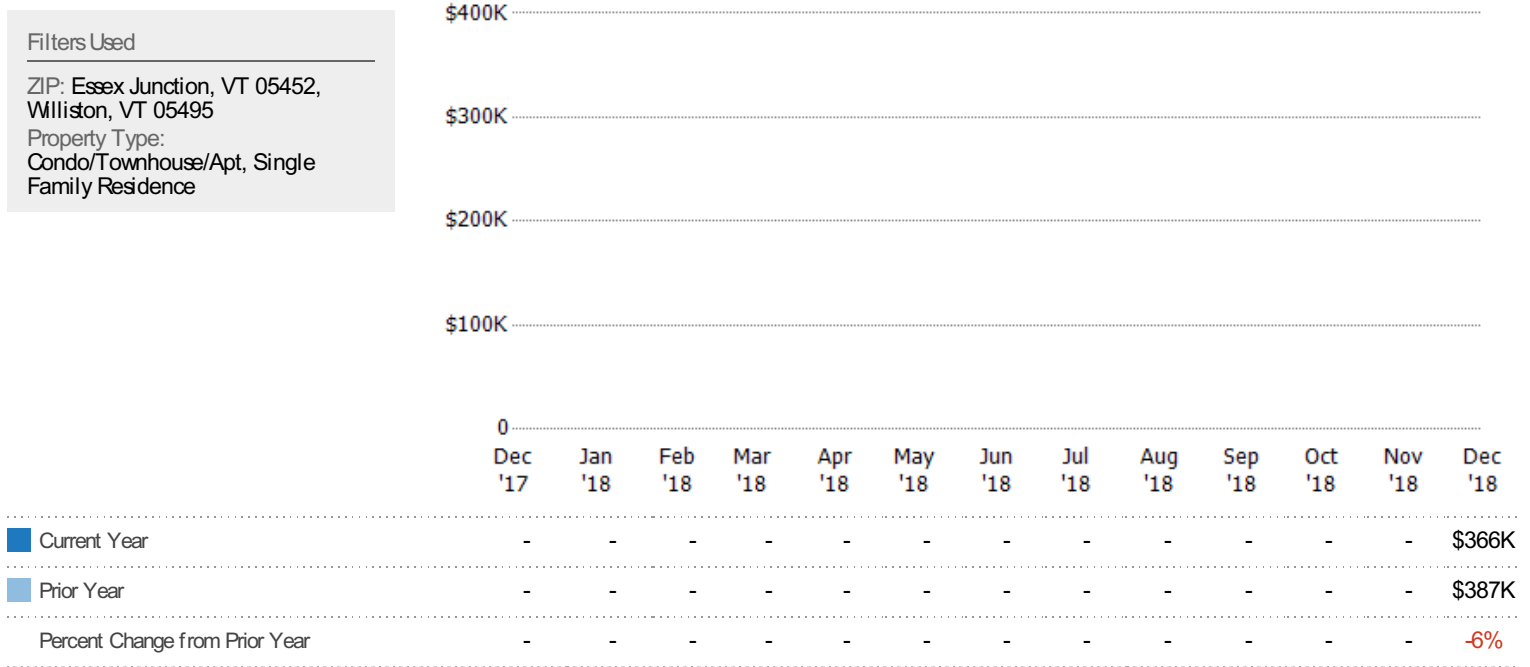 Filters Used
ZIP: Essex Junction, VT 05452,
Williston, VT 05495
Property Type:
Condo/Townhouse/Apt, Single
Family Residence
$400K
$300K
$200K
$100K
0
Dec Jan Feb Mar Apr May Jun Jul Aug Sep Oct Nov Dec
'17 '18 '18 '18 '18 '18 '18 '18 '18 '18 '18 '18 '18
Current Year - - - - - - - - - - - - $366K
Prior Year - - - - - - - - - - - - $387K
Percent Change from Prior Year - - - - - - - - - - - - -6%